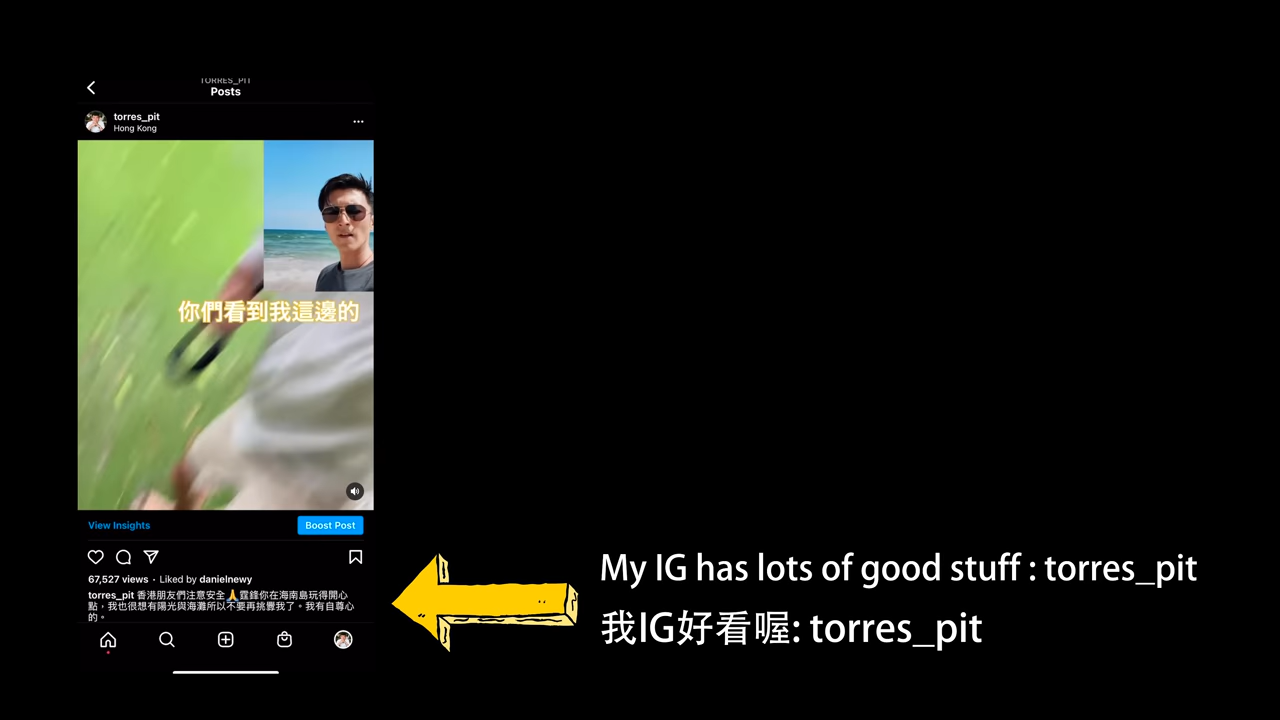 TORRES_PIT
Posts
torres_pit
Hong Kong
你們看到我這邊的
View Insights
Boost Post
67,527 views · Liked by danielnewy
torres_pit 香港朋友們注意安全🙏霆鋒你在海南島玩得開心
點，我也很想有陽光與海灘所以不要再挑釁我了。我有自尊心
的。
My IG has lots of good stuff : torres_pit
我IG好看喔: torres_pit